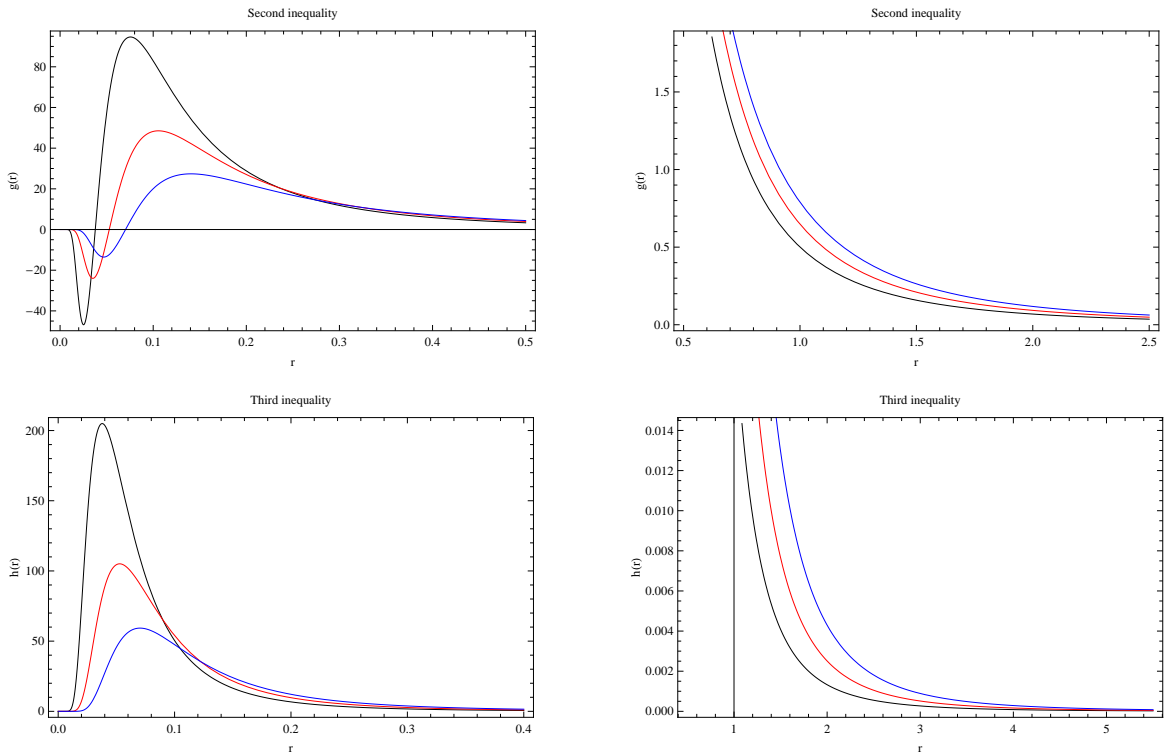 Second inequality
80
60
40
20
0
−20
−40
g(r)
0.0 0.1 0.2 0.3 0.4 0.5
r
Second inequality
1.5
1.0
0.5
0.0
g(r)
0.5 1.0 1.5 2.0 2.5
r
Third inequality
200
150
100
50
0
h(r)
0.0 0.1 0.2 0.3 0.4
r
Third inequality
0.014
0.012
0.010
0.008
0.006
0.004
0.002
0.000
h(r)
1 2 3 4 5
r